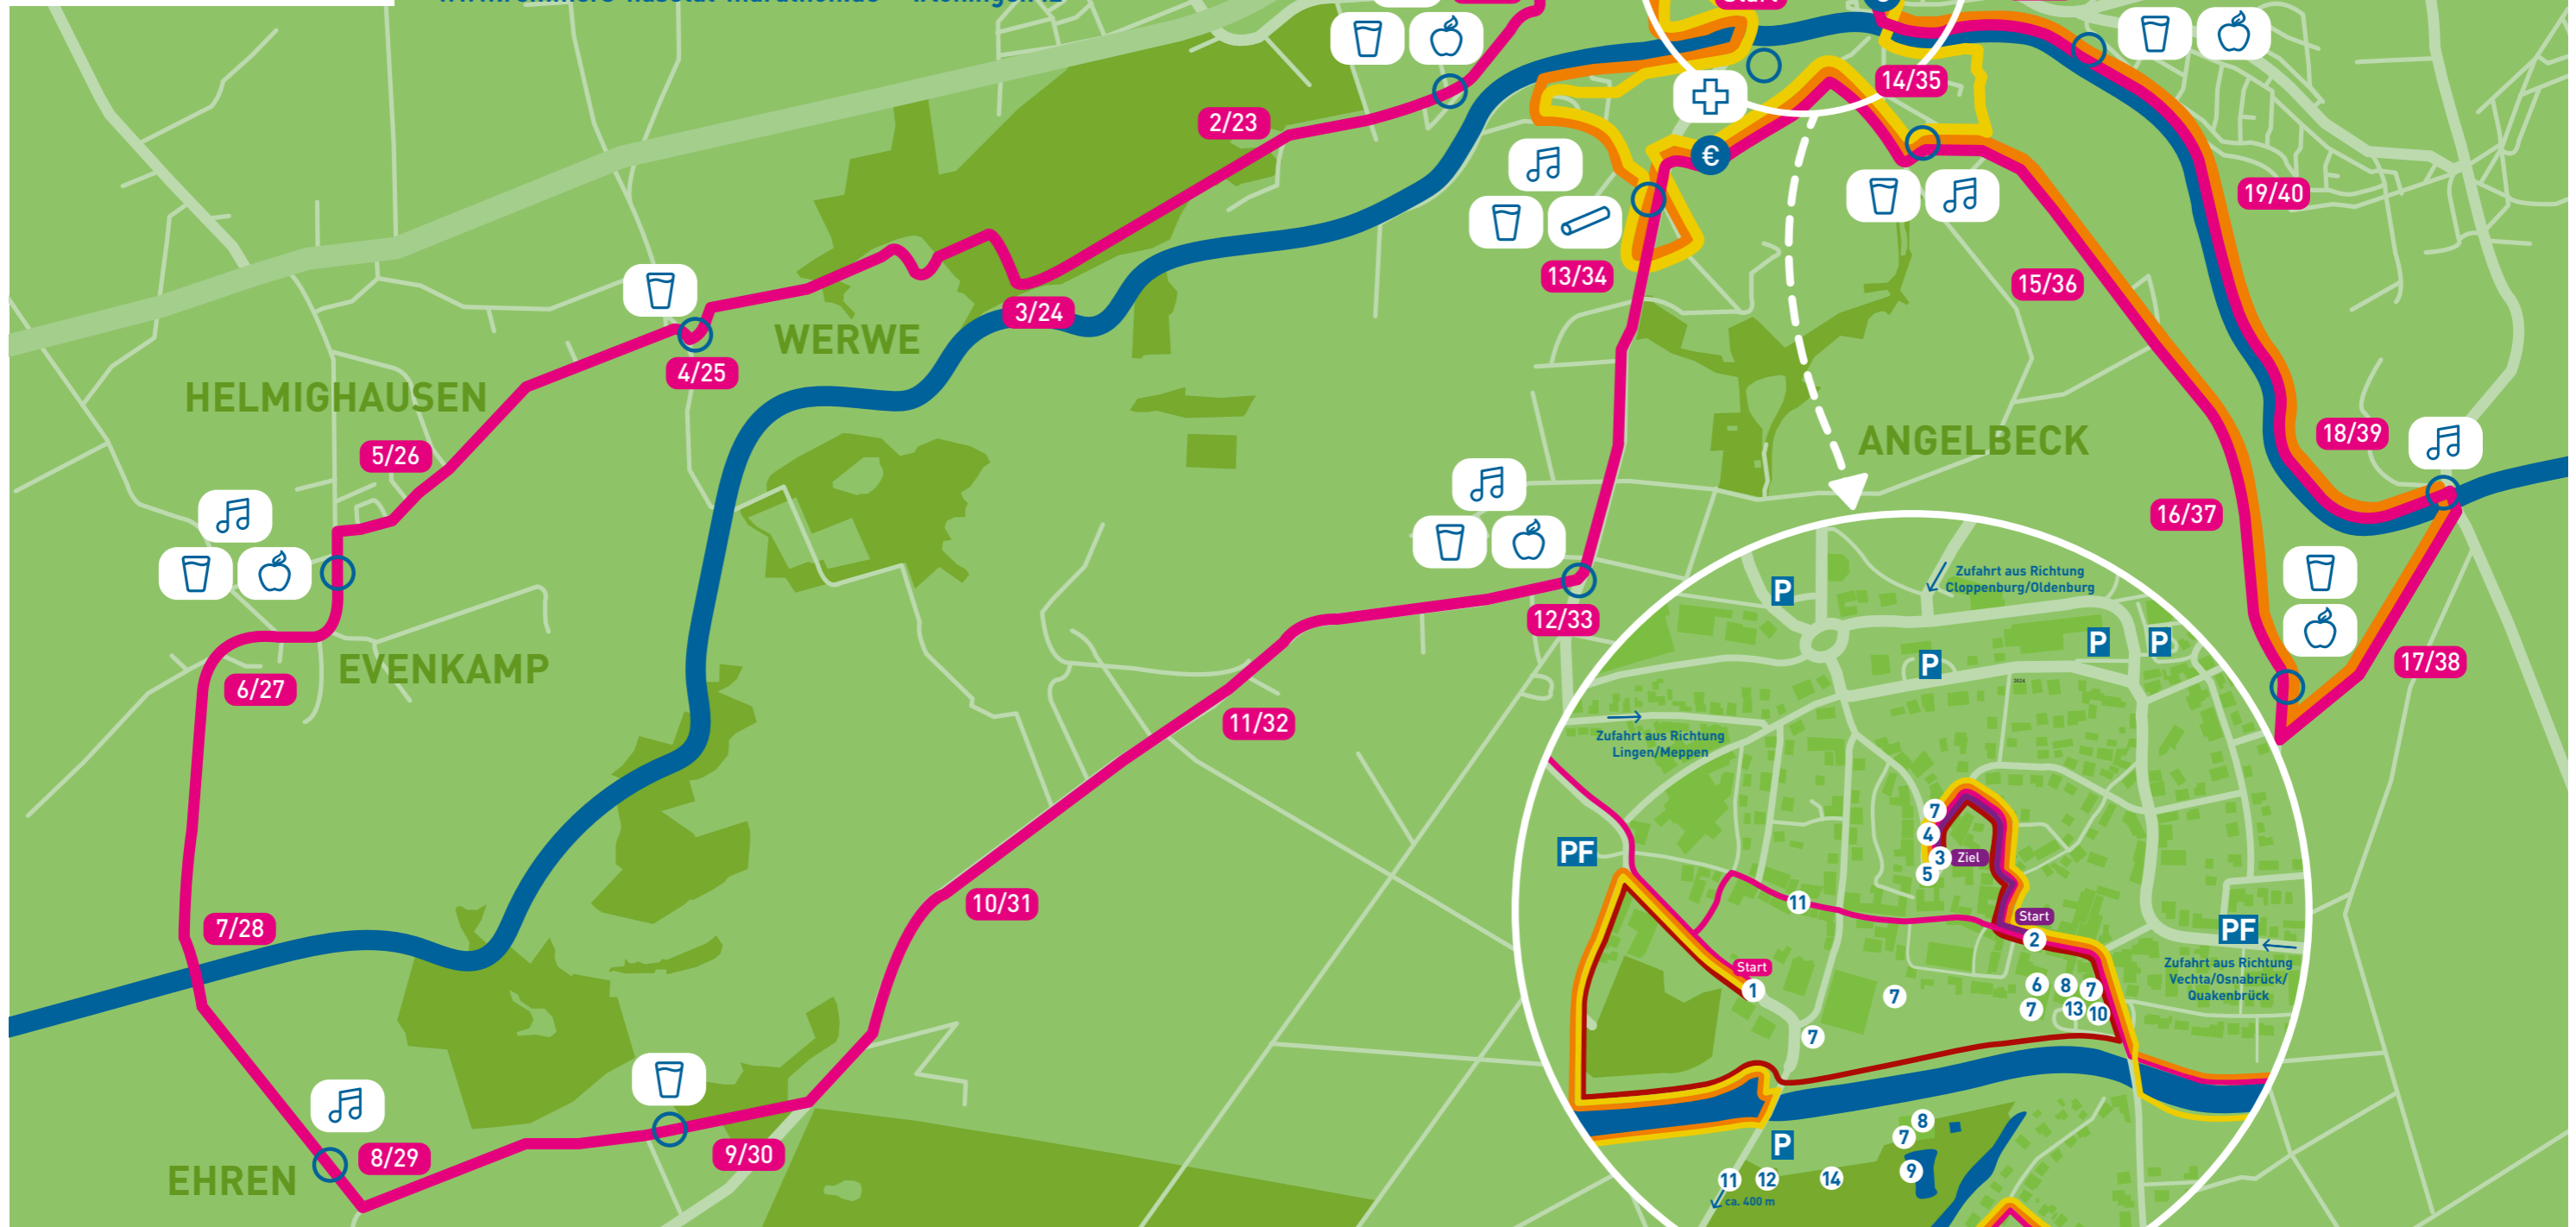 2/23
14/35
€
19/40
13/34
15/36
3/24
WERWE
4/25
HELMIGHAUSEN
5/26
ANGELBECK
18/39
16/37
12/33
17/38
EVENKAMP
6/27
11/32
10/31
7/28
8/29
9/30
EHREN
P
Zufahrt aus Richtung
Cloppenburg/Oldenburg
P
P
P
2024
Zufahrt aus Richtung
Lingen/Meppen
7
4
3
Ziel
5
PF
11
Start
2
PF
Zufahrt aus Richtung
Vechta/Osnabrück/
Quakenbrück
Start
1
7
6
8
7
7
13
10
7
P
8
7
9
11
12
14
ca. 400 m